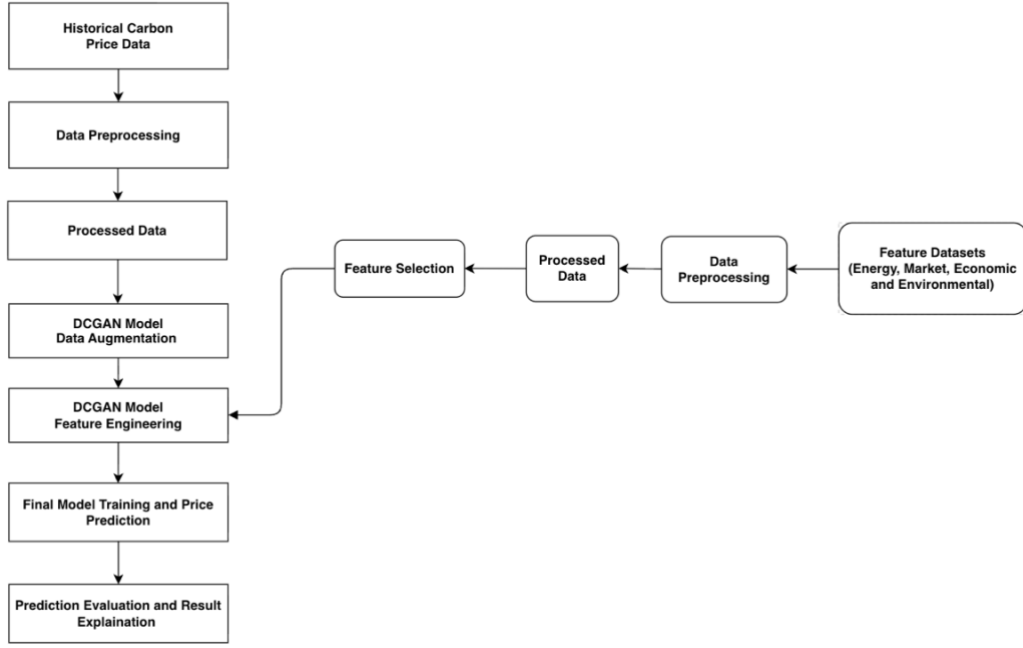 Historical Carbon
Price Data
Data Preprocessing
Processed Data
DCGAN Model
Data Augmentation
DCGAN Model
Feature Engineering
Final Model Training and Price
Prediction
Prediction Evaluation and Result
Explaination
Feature Selection
Processed
Data
Data
Preprocessing
Feature Datasets
(Energy, Market, Economic
and Environmental)